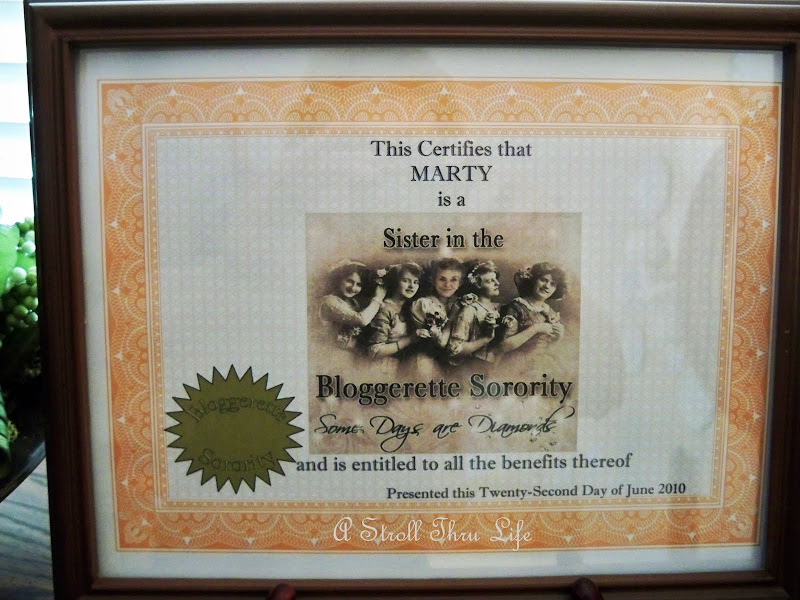 This Certifies that
MARTY
is a
Sister in the
Bloggerette Sorority
Some Days are Diamonds
Bloggerette
Sorority
and is entitled to all the benefits thereof
Presented this Twenty-Second Day of June 2010
A Stroll Thru Life